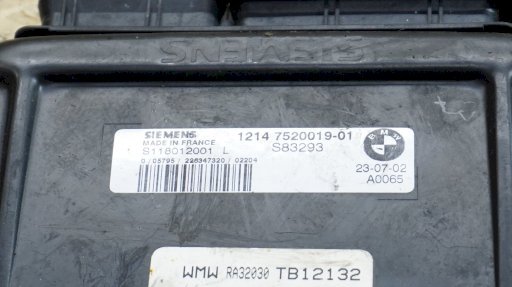 SIEMENS
SIEMENS 1214 7520019-01
MADE IN FRANCE
S118012001 L S83293
BMW
0/05795/226347320/02204
23-07-02
A0065
WMW RA32030 TB12132